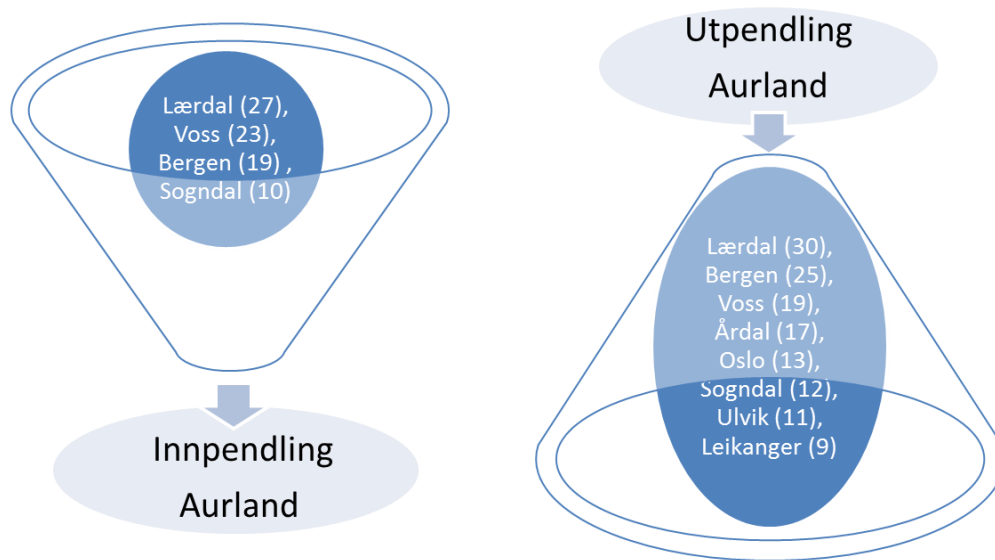 Lærdal (27),
Voss (23),
Bergen (19) ,
Sogndal (10)
Innpendling
Aurland
Utpendling
Aurland
Lærdal (30),
Bergen (25),
Voss (19),
Årdal (17),
Oslo (13),
Sogndal (12),
Ulvik (11),
Leikanger (9)